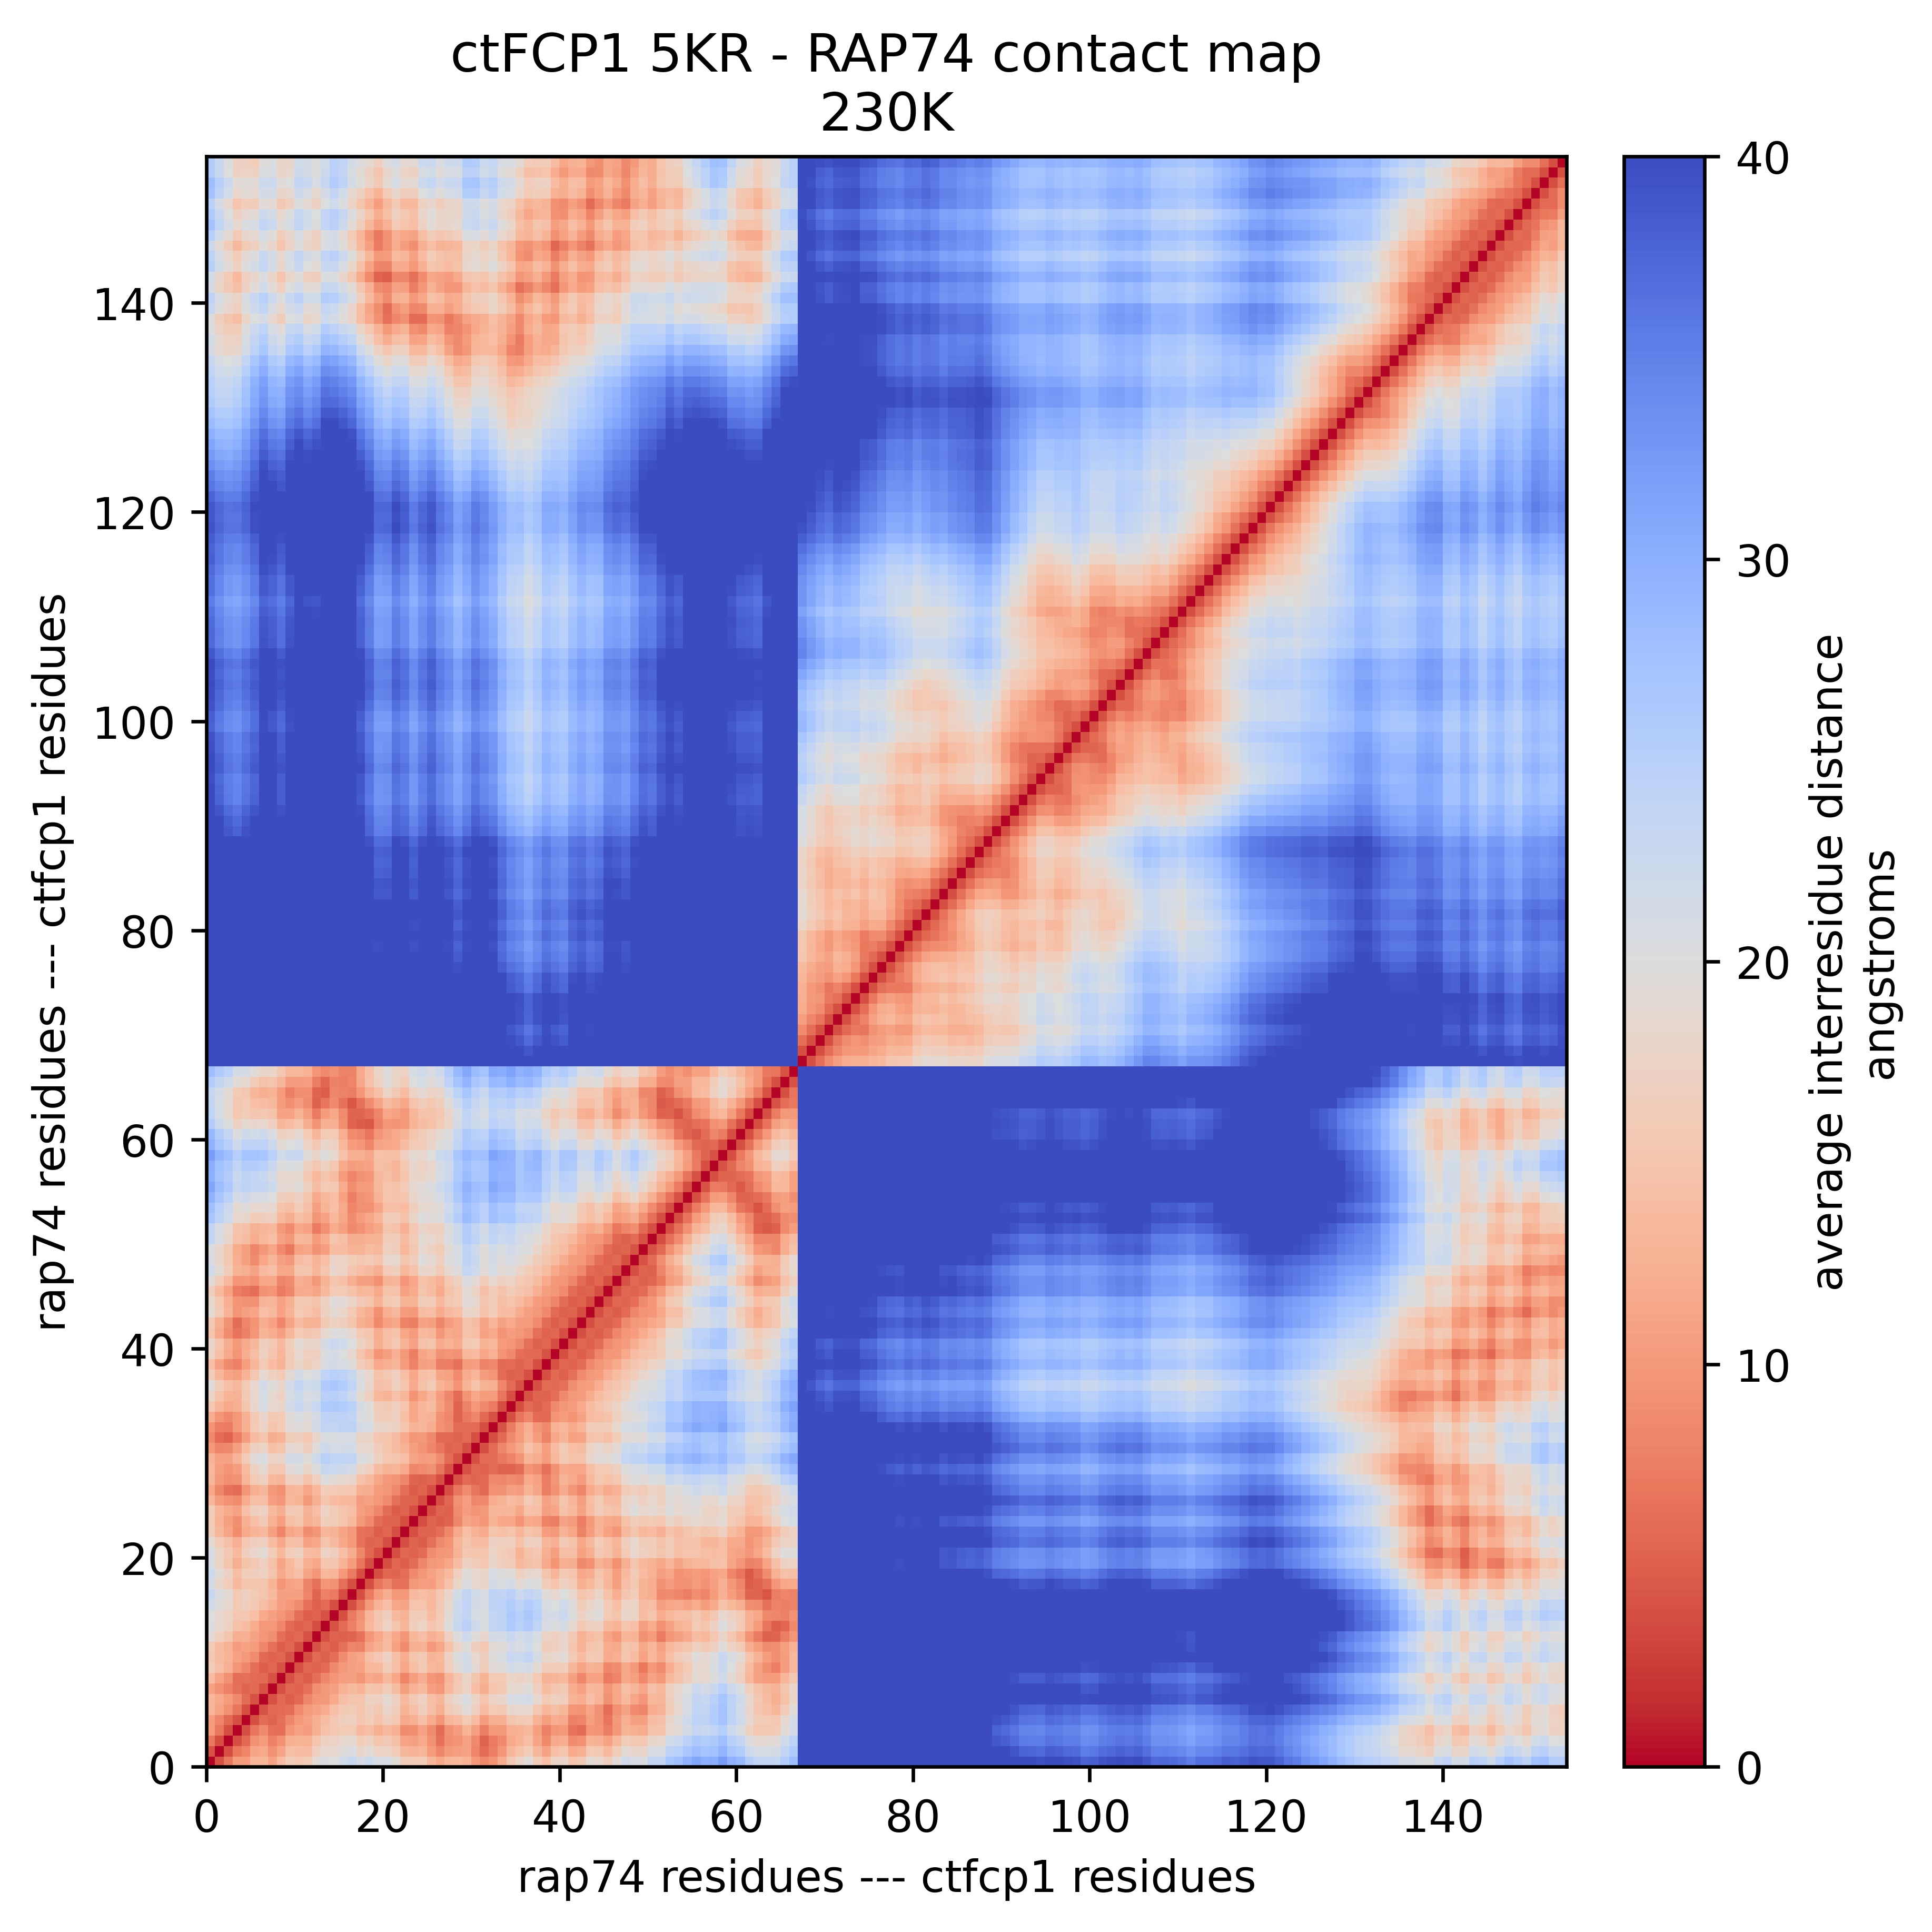 ctFCP1 5KR - RAP74 contact map
230K
rap74 residues --- ctfcp1 residues
140
120
100
80
60
40
20
0
0 20 40 60 80 100 120 140
rap74 residues --- ctfcp1 residues
40
30
20
10
0
average interresidue distance
angstroms